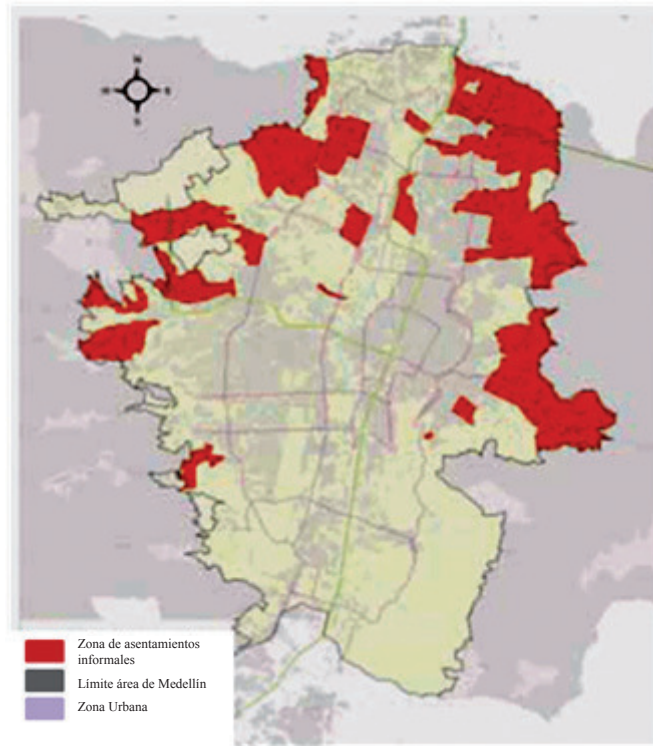 N
S
Zona de asentamientos
informales
Límite área de Medellín
Zona Urbana